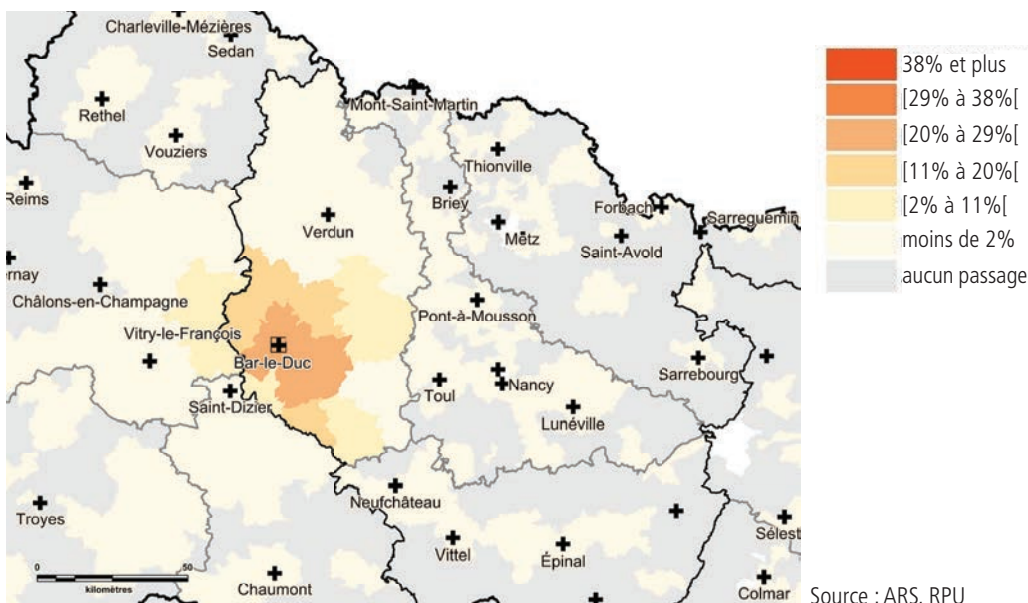 Charleville-Mézières
Sedan
Rethel
Mont-Saint-Martin
Vouziers
Thionville
Reims
Briey
Forbach
Sarreguemin
Verdun
Metz
Saint-Avold
ernay
Châlons-en-Champagne
Pont-à-Mousson
Vitry-le-François
Bar-le-Duc
Sarrebourg
Saint-Dizier
Toul
Nancy
Lunéville
Neufchâteau
Troyes
Vittel
Épinal
Sélest
Chaumont
Colmar
0 50
kilomètres
38% et plus
[29% à 38%[
[20% à 29%[
[11% à 20%[
[2% à 11%[
moins de 2%
aucun passage
Source : ARS, RPU